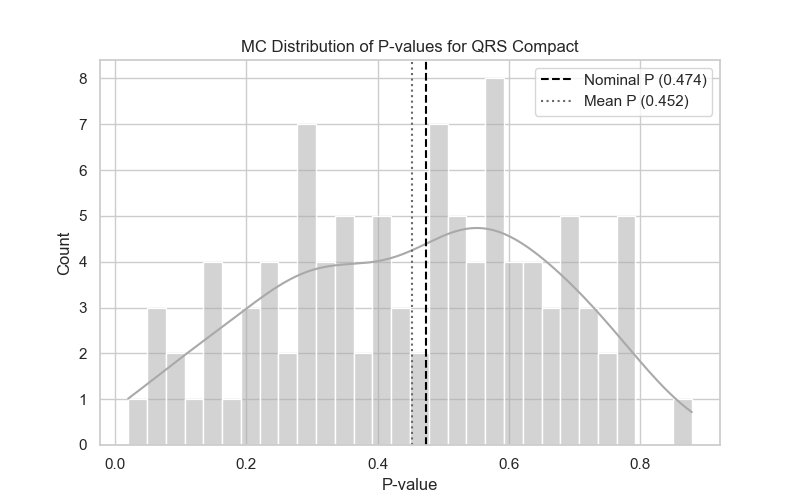 MC Distribution of P-values for QRS Compact
Nominal P (0.474)
Mean P (0.452)
8
7
6
5
4
3
2
1
0
Count
0.0 0.2 0.4 0.6 0.8
P-value